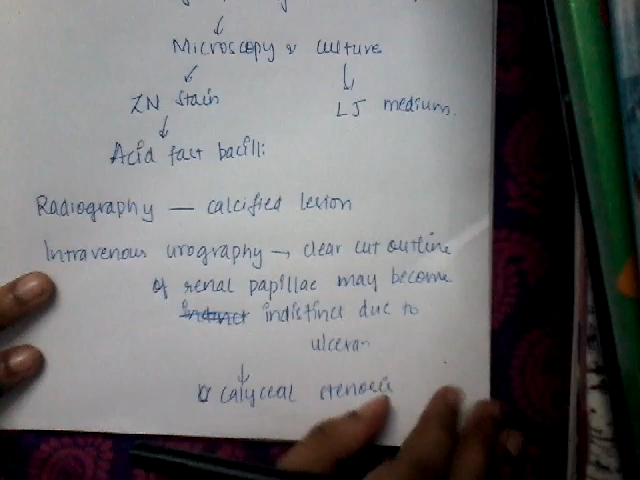 Microscopy & culture
ZN stain
LJ medium.
Acid fast bacilli
Radiography — calcified lesion
Intravenous urography → clear cut outline
of renal papillae may become
indistinct due to
calyceal stenosis